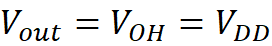 V_out = V_OH = V_DD